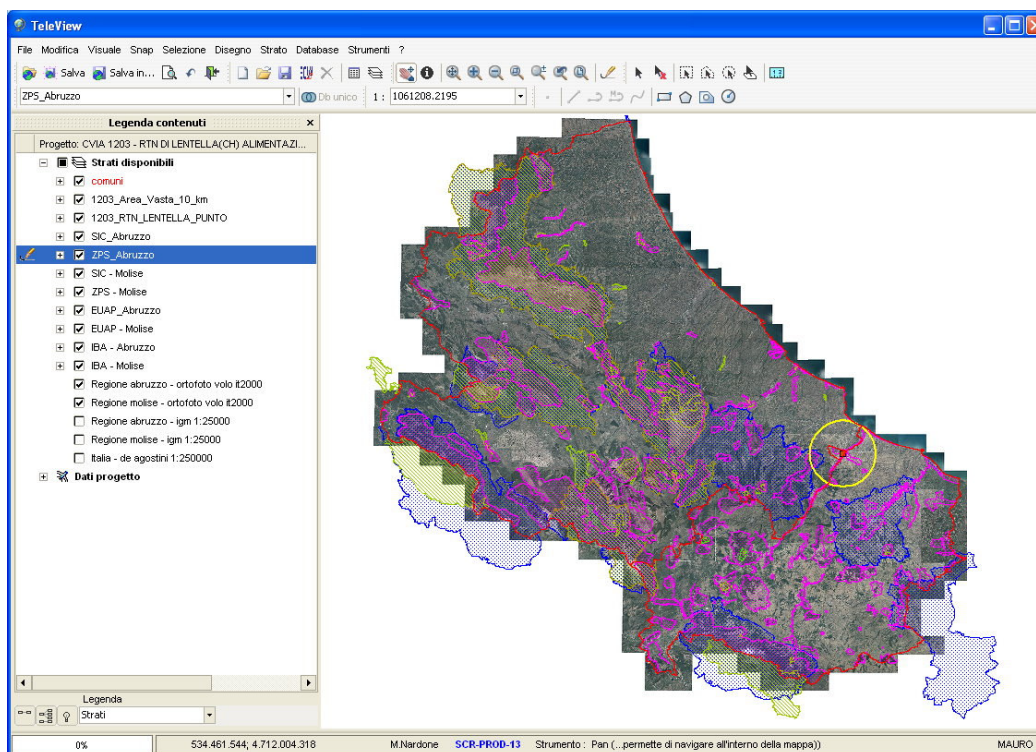 TeleView
File Modifica Visuale Snap Selezione Disegno Strato Database Strumenti ?
Salva Salva in...
ZPS_Abruzzo Db unico 1 : 1061208.2195
Legenda contenuti x
Progetto: CVIA 1203 - RTN DI LENTELLA(CH) ALIMENTAZI...
Strati disponibili
comuni
1203_Area_Vasta_10_km
1203_RTN_LENTELLA_PUNTO
SIC_Abruzzo
ZPS_Abruzzo
SIC - Molise
ZPS - Molise
EUAP_Abruzzo
EUAP - Molise
IBA - Abruzzo
IBA - Molise
Regione abruzzo - ortofoto volo it2000
Regione molise - ortofoto volo it2000
Regione abruzzo - igm 1:25000
Regione molise - igm 1:25000
Italia - de agostini 1:250000
Dati progetto
Legenda
Strati
0% 534.461.544; 4.712.004.318 M.Nardone SCR-PROD-13 Strumento : Pan (...permette di navigare all'interno della mappa)) MAURO